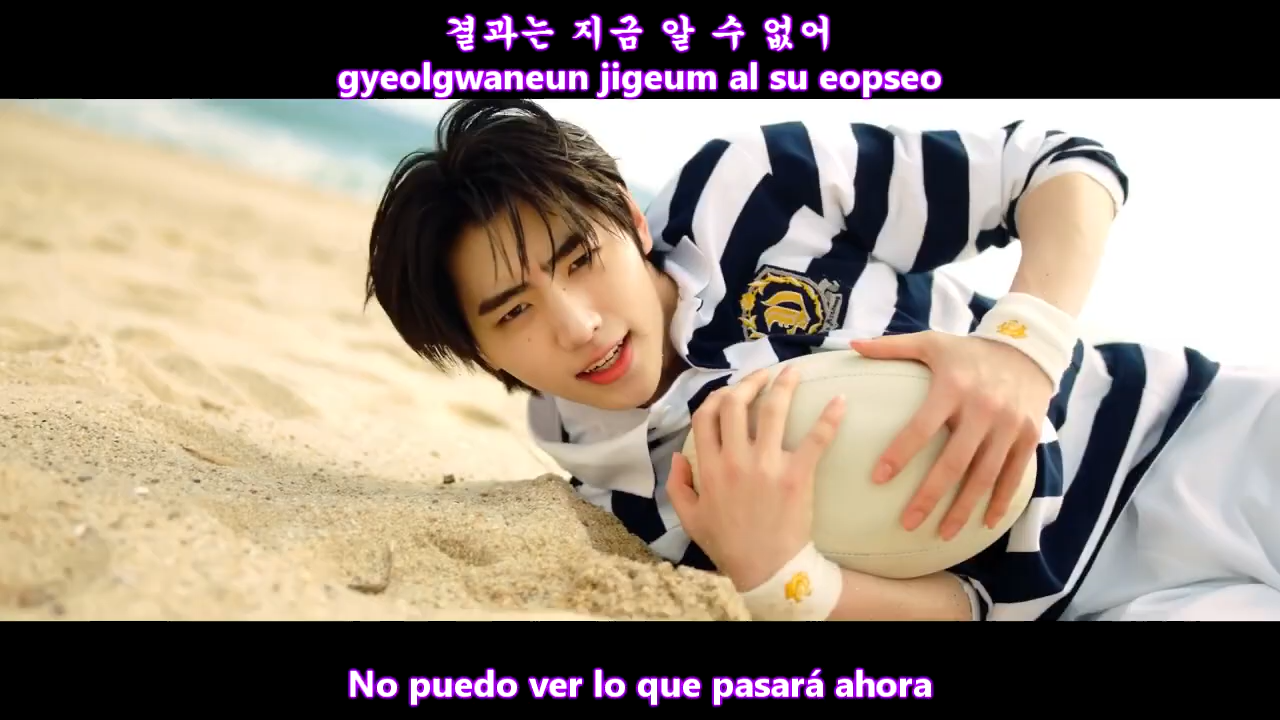 결과는 지금 알 수 없어
gyeolgwaneun jigeum al su eopseo
No puedo ver lo que pasará ahora